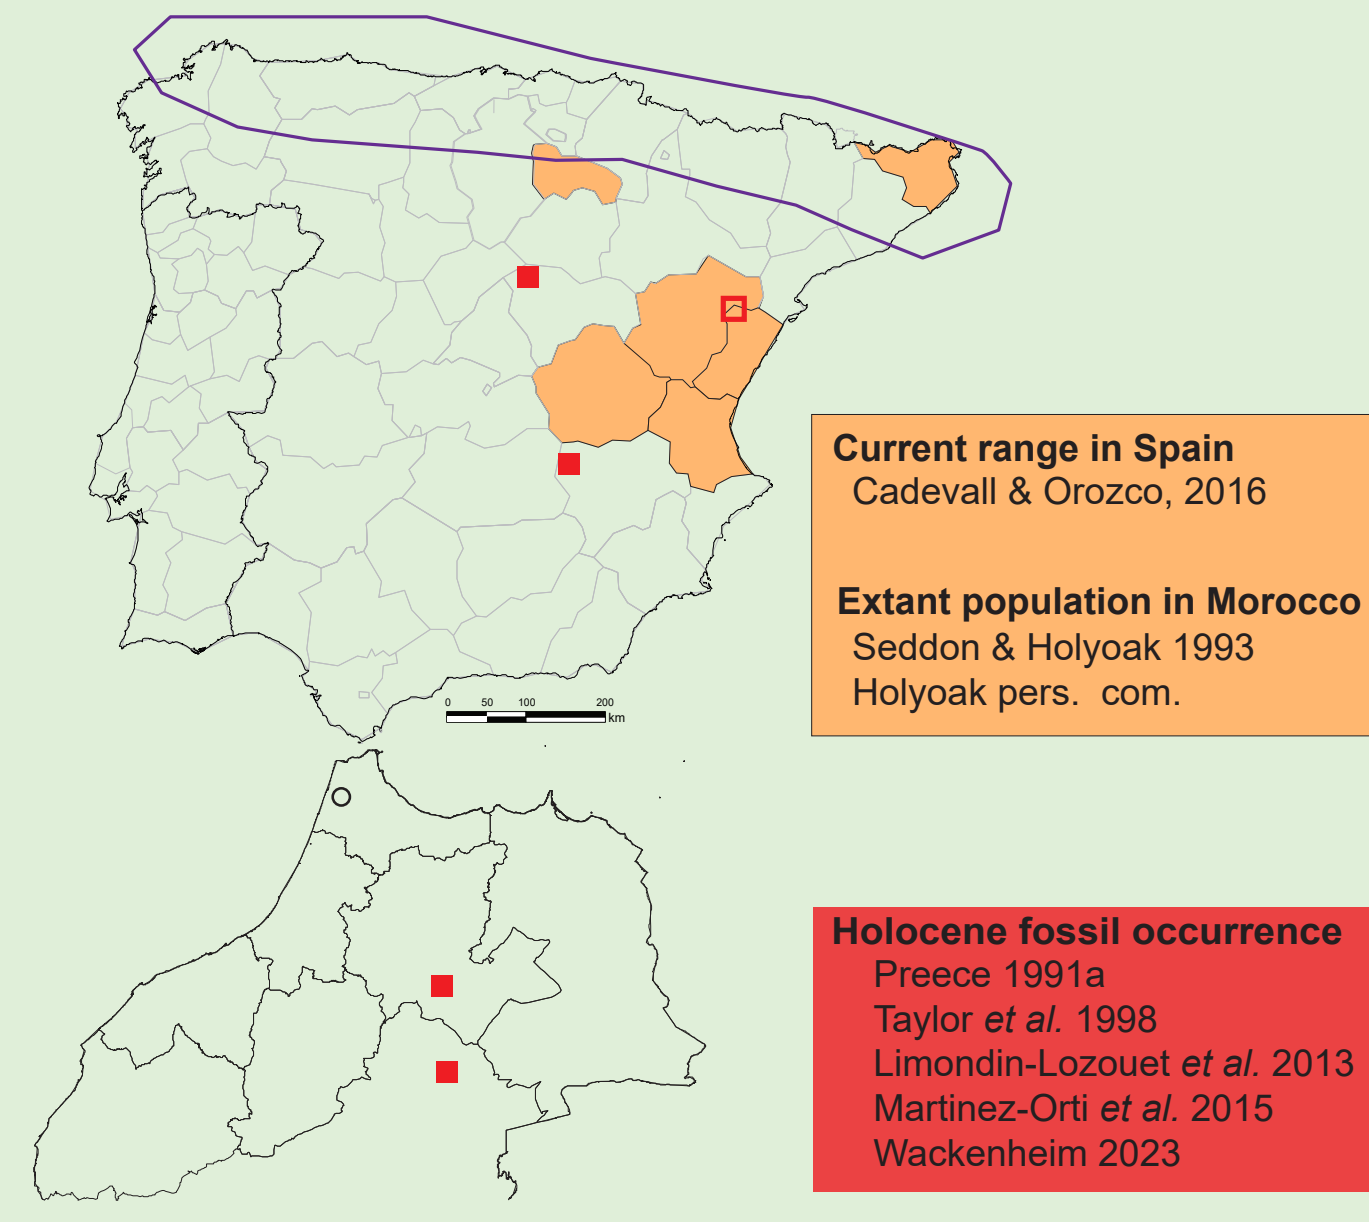 Current range in Spain
Cadevall & Orozco, 2016
Extant population in Morocco
Seddon & Holyoak 1993
Holyoak pers. com.
0 50 100 200
km
Holocene fossil occurrence
Preece 1991a
Taylor et al. 1998
Limondin-Lozouet et al. 2013
Martinez-Orti et al. 2015
Wackenheim 2023